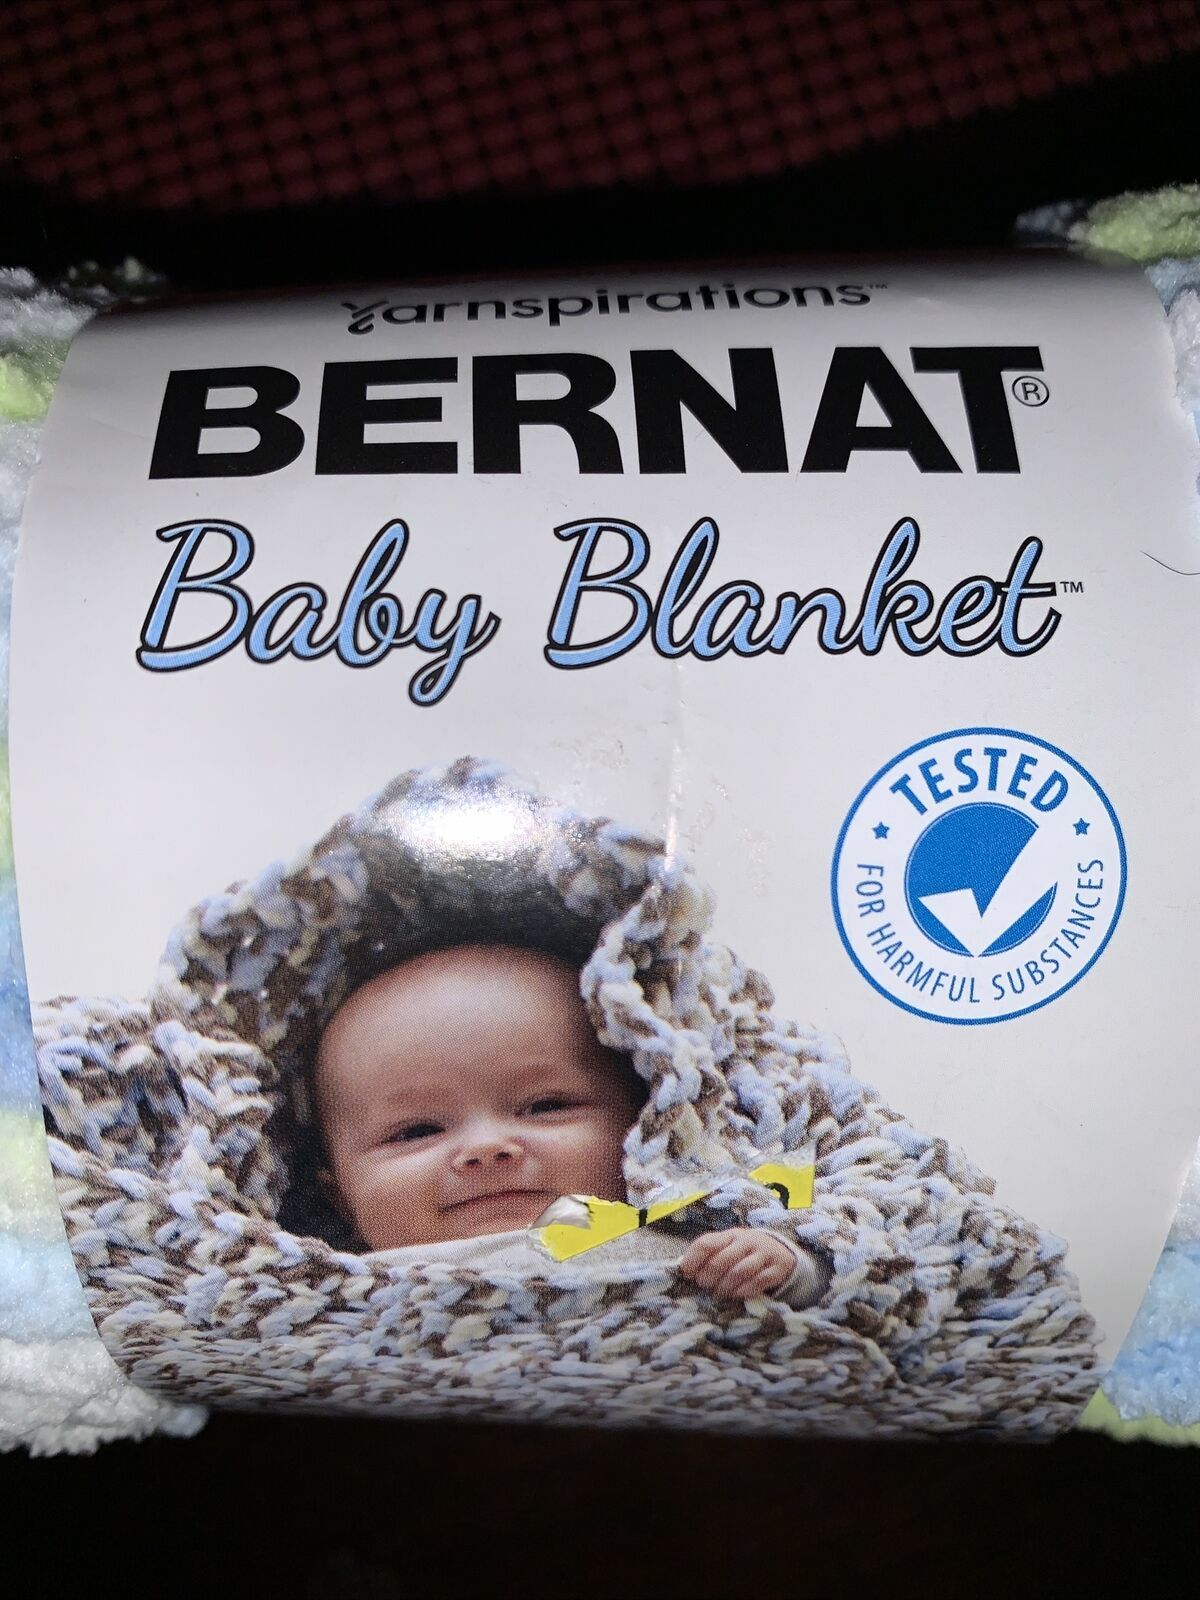 Yarnspirations™
BERNAT®
Baby Blanket™
TESTED
FOR HARMFUL SUBSTANCES